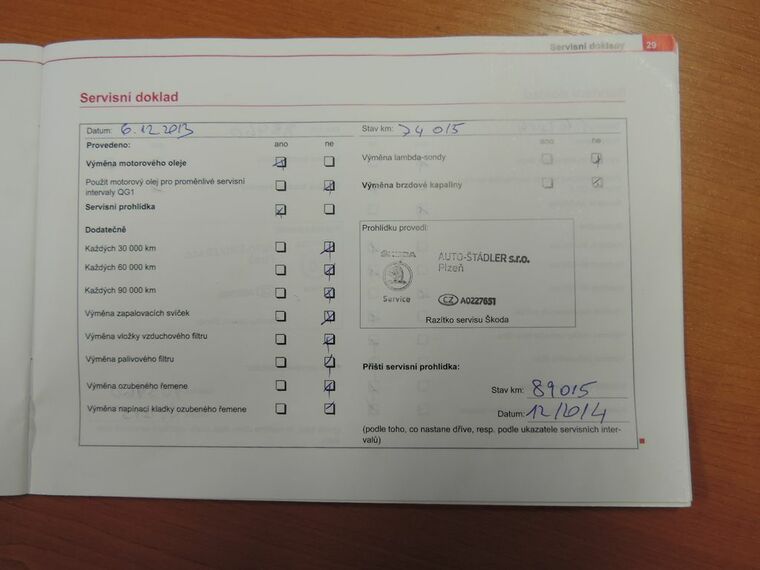 Servisní doklady 29
Servisní doklad
Datum: 6.12.2013
Stav km: 74 015
Provedeno: ano ne
ano ne
Výměna motorového oleje
Výměna lambda-sondy
Použit motorový olej pro proměnlivé servisní
intervaly QG1
Výměna brzdové kapaliny
Servisní prohlídka
Dodatečně
Každých 30 000 km
Každých 60 000 km
Každých 90 000 km
Výměna zapalovacích svíček
Výměna vložky vzduchového filtru
Výměna palivového filtru
Výměna ozubeného řemene
Výměna napínací kladky ozubeného řemene
Prohlídku provedl:
ŠKODA
Service
AUTO-ŠTÁDLER s.r.o.
Plzeň
CZ A0227651
Razítko servisu Škoda
Příští servisní prohlídka:
Stav km: 89015
Datum: 12/2014
(podle toho, co nastane dříve, resp. podle ukazatele servisních inter-
valů)